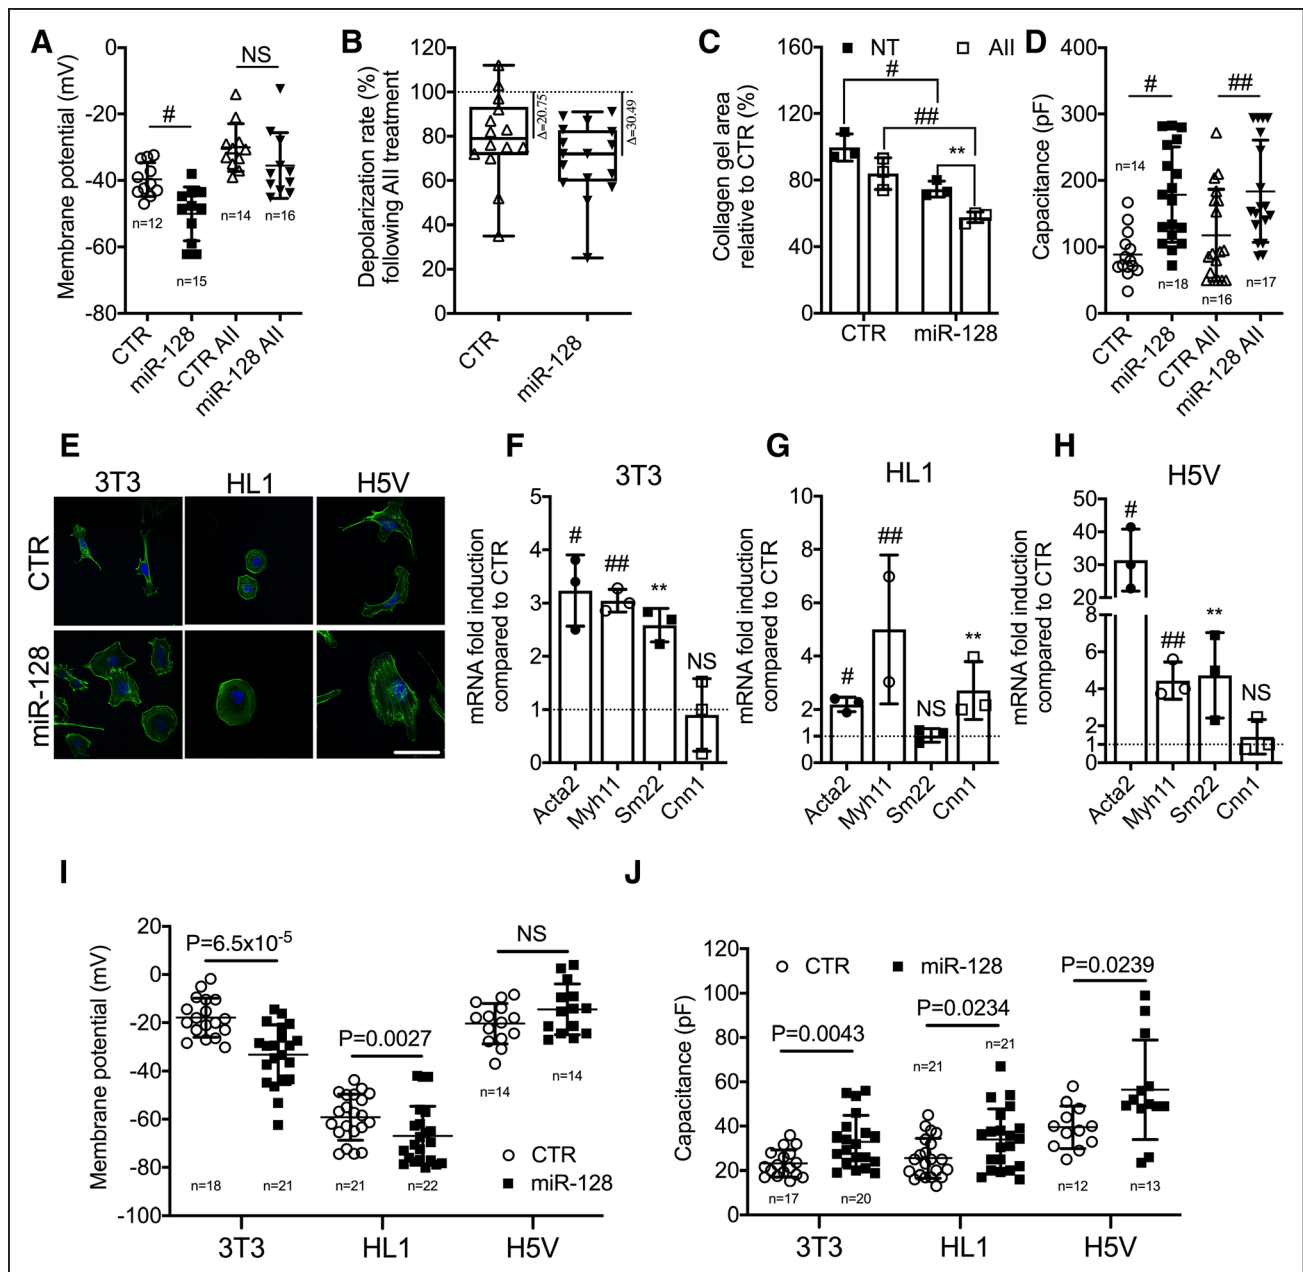 A
Membrane potential (mV)
0
-20
-40
-60
-80
#
NS
n=12
n=15
n=14
n=16
CTR
miR-128
CTR AII
miR-128 AII
B
Depolarization rate (%)
following AII treatment
120
100
80
60
40
20
0
Δ=20.75
Δ=30.49
CTR
miR-128
C
Collagen gel area
relative to CTR (%)
160
120
80
40
0
NT
AII
#
##
**
CTR
miR-128
D
Capacitance (pF)
400
300
200
100
0
#
##
n=14
n=18
n=16
n=17
CTR
miR-128
CTR AII
miR-128 AII
E
3T3
HL1
H5V
CTR
miR-128
F
3T3
mRNA fold induction
compared to CTR
5
4
3
2
1
0
#
##
**
NS
Acta2
Myh11
Sm22
Cnn1
G
HL1
mRNA fold induction
compared to CTR
10
8
6
4
2
1
0
#
##
NS
**
Acta2
Myh11
Sm22
Cnn1
H
H5V
mRNA fold induction
compared to CTR
50
40
30
20
8
6
4
2
1
0
#
##
**
NS
Acta2
Myh11
Sm22
Cnn1
I
Membrane potential (mV)
20
0
-20
-40
-60
-80
-100
P=6.5x10-5
P=0.0027
NS
n=14
n=14
CTR
miR-128
n=18
n=21
n=21
n=22
3T3
HL1
H5V
J
Capacitance (pF)
120
100
80
60
40
20
0
CTR
miR-128
P=0.0043
P=0.0234
P=0.0239
n=21
n=21
n=17
n=20
n=12
n=13
3T3
HL1
H5V